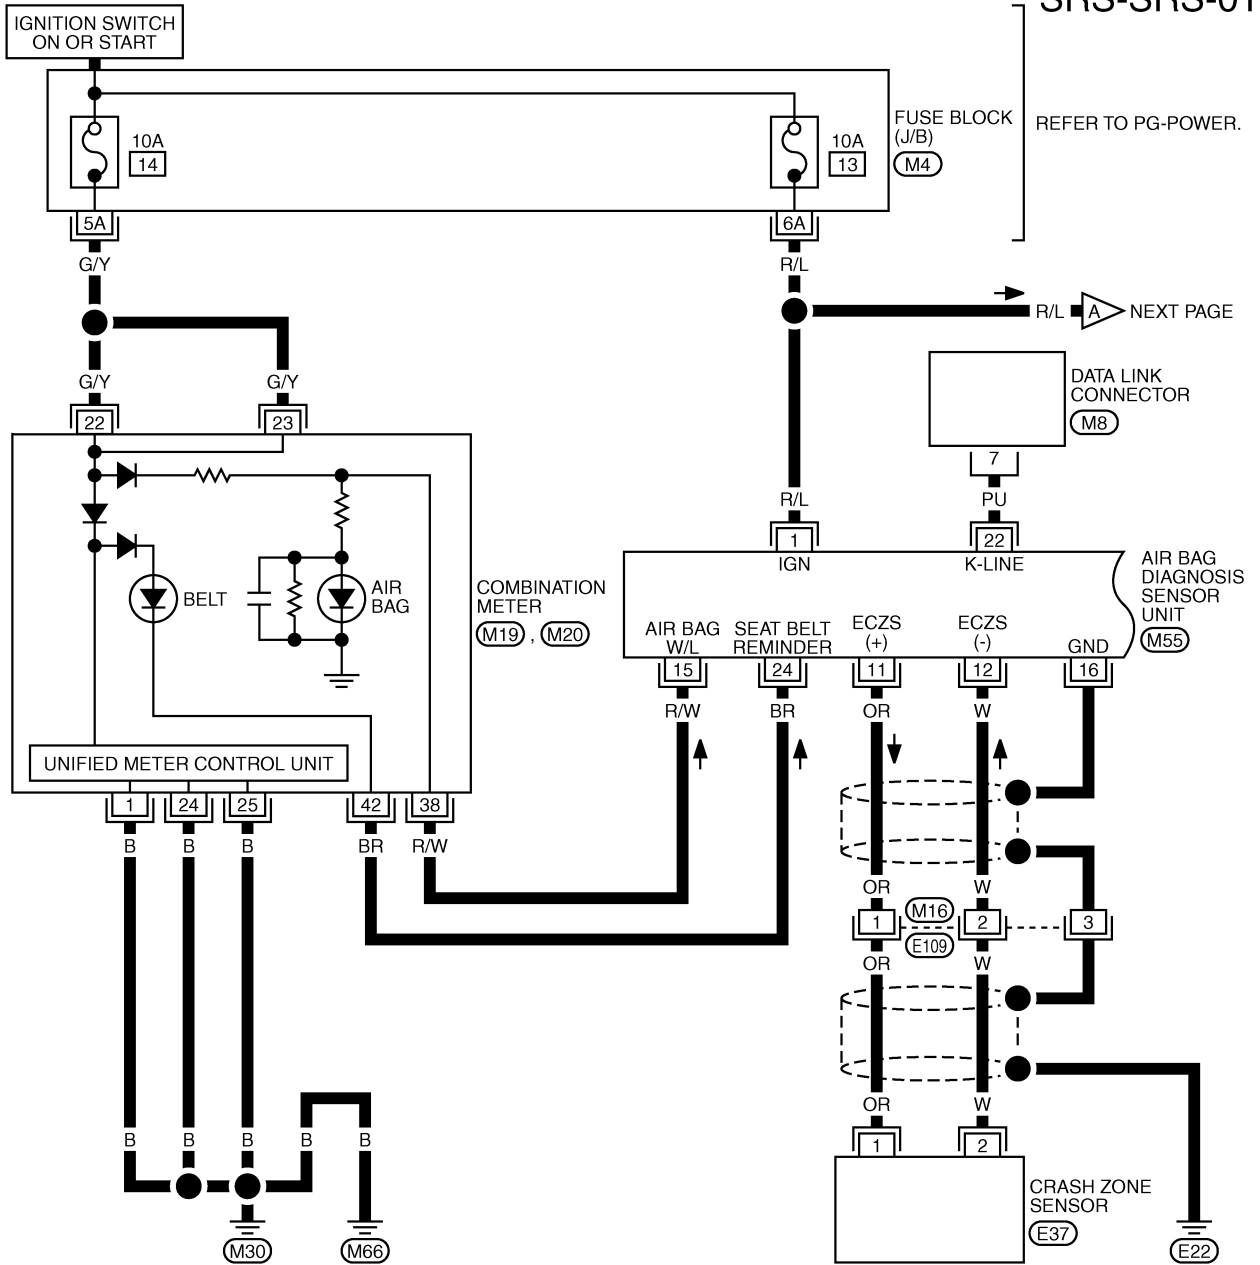 SRS-SRS-01
IGNITION SWITCH
ON OR START
10A
14
10A
13
FUSE BLOCK
(J/B)
M4
REFER TO PG-POWER.
5A
6A
G/Y
R/L
R/L
A
NEXT PAGE
G/Y
G/Y
22
23
DATA LINK
CONNECTOR
M8
7
PU
R/L
1
22
IGN
K-LINE
AIR BAG
DIAGNOSIS
SENSOR
UNIT
M55
BELT
AIR
BAG
COMBINATION
METER
M19 , M20
AIR BAG
W/L
SEAT BELT
REMINDER
ECZS
(+)
ECZS
(-)
GND
15
24
11
12
16
R/W
BR
OR
W
UNIFIED METER CONTROL UNIT
1
24
25
42
38
B
B
B
BR
R/W
OR
W
M16
1
2
3
E109
OR
W
OR
W
1
2
B
B
B
B
B
CRASH ZONE
SENSOR
E37
M30
M66
E22